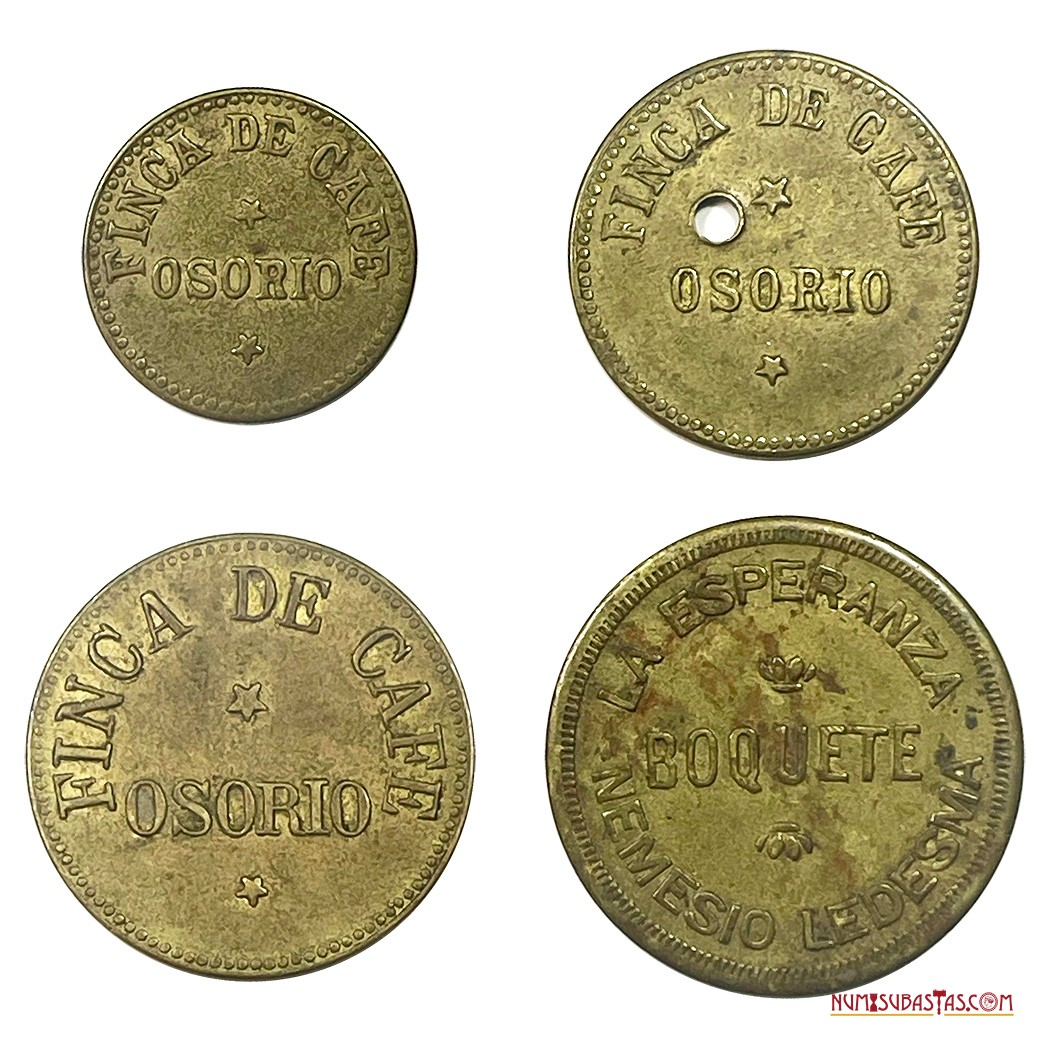 FINCA DE CAFE
OSORIO
FINCA DE CAFE
OSORIO
FINCA DE CAFE
OSORIO
LA ESPERANZA
BOQUETE
NEMESIO LEDESMA
NUMISUBASTAS.COM